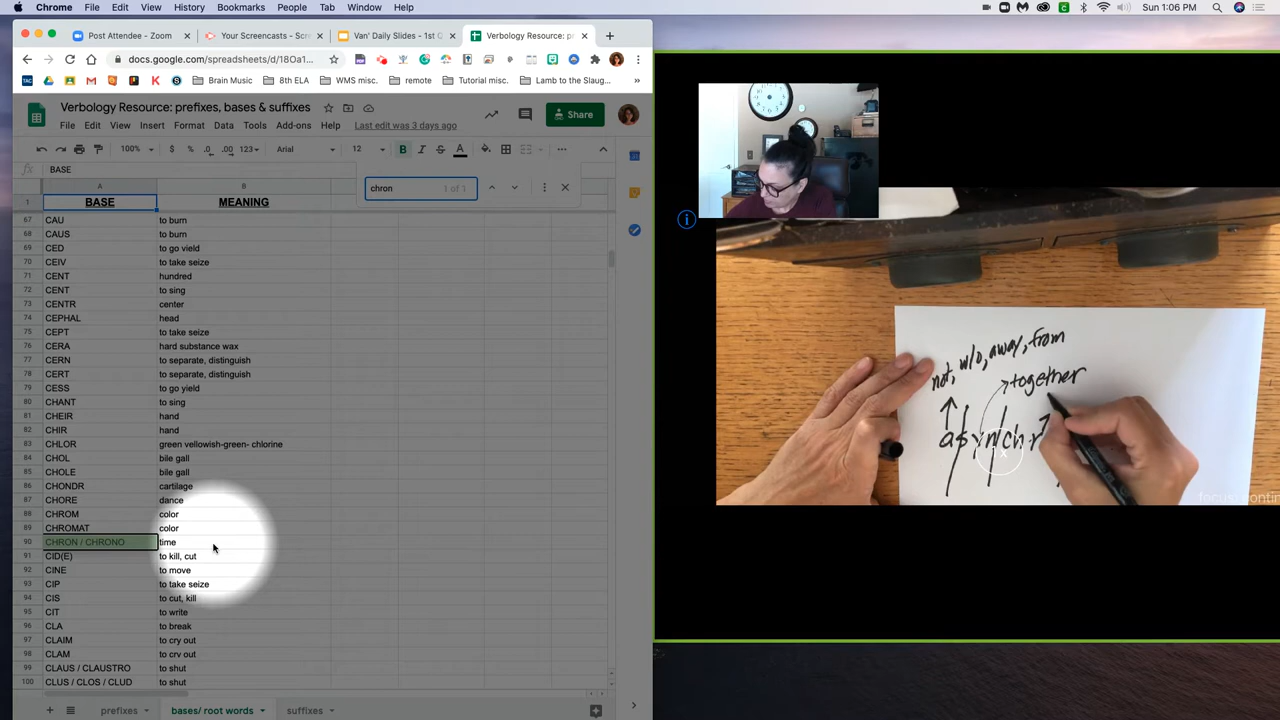 Chrome File Edit View History Bookmarks People Tab Window Help
Sun 1:06 PM
Post Attendee - Zoom
Your Screencasts - Scre
Van' Daily Slides - 1st Q
Verbology Resource: pr
docs.google.com/spreadsheets/d/18Oa1...
Brain Music
8th ELA
WMS misc.
remote
Tutorial misc.
Lamb to the Slaug...
Verbology Resource: prefixes, bases & suffixes
File Edit View Insert Format Data Tools Add-ons Help
Last edit was 3 days ago
Share
100% $ % .0 .00 123 Arial 12 B I S A
fx BASE
chron 1 of 1
A B
1 BASE MEANING
67 CAU to burn
68 CAUS to burn
69 CED to go yield
70 CEIV to take seize
71 CENT hundred
72 CENT to sing
73 CENTR center
74 CEPHAL head
75 CEPT to take seize
76 CERA hard substance wax
77 CERN to separate, distinguish
78 CERT to separate, distinguish
79 CESS to go yield
80 CHANT to sing
81 CHEIR hand
82 CHIR hand
83 CHLOR green yellowish-green- chlorine
84 CHOL bile gall
85 CHOLE bile gall
86 CHONDR cartilage
87 CHORE dance
88 CHROM color
89 CHROMAT color
90 CHRON / CHRONO time
91 CID(E) to kill, cut
92 CINE to move
93 CIP to take seize
94 CIS to cut, kill
95 CIT to write
96 CLA to break
97 CLAIM to cry out
98 CLAM to cry out
99 CLAUS / CLAUSTRO to shut
100 CLUS / CLOS / CLUD to shut
prefixes
bases/ root words
suffixes
not, w/o, away, from
together
asynchr